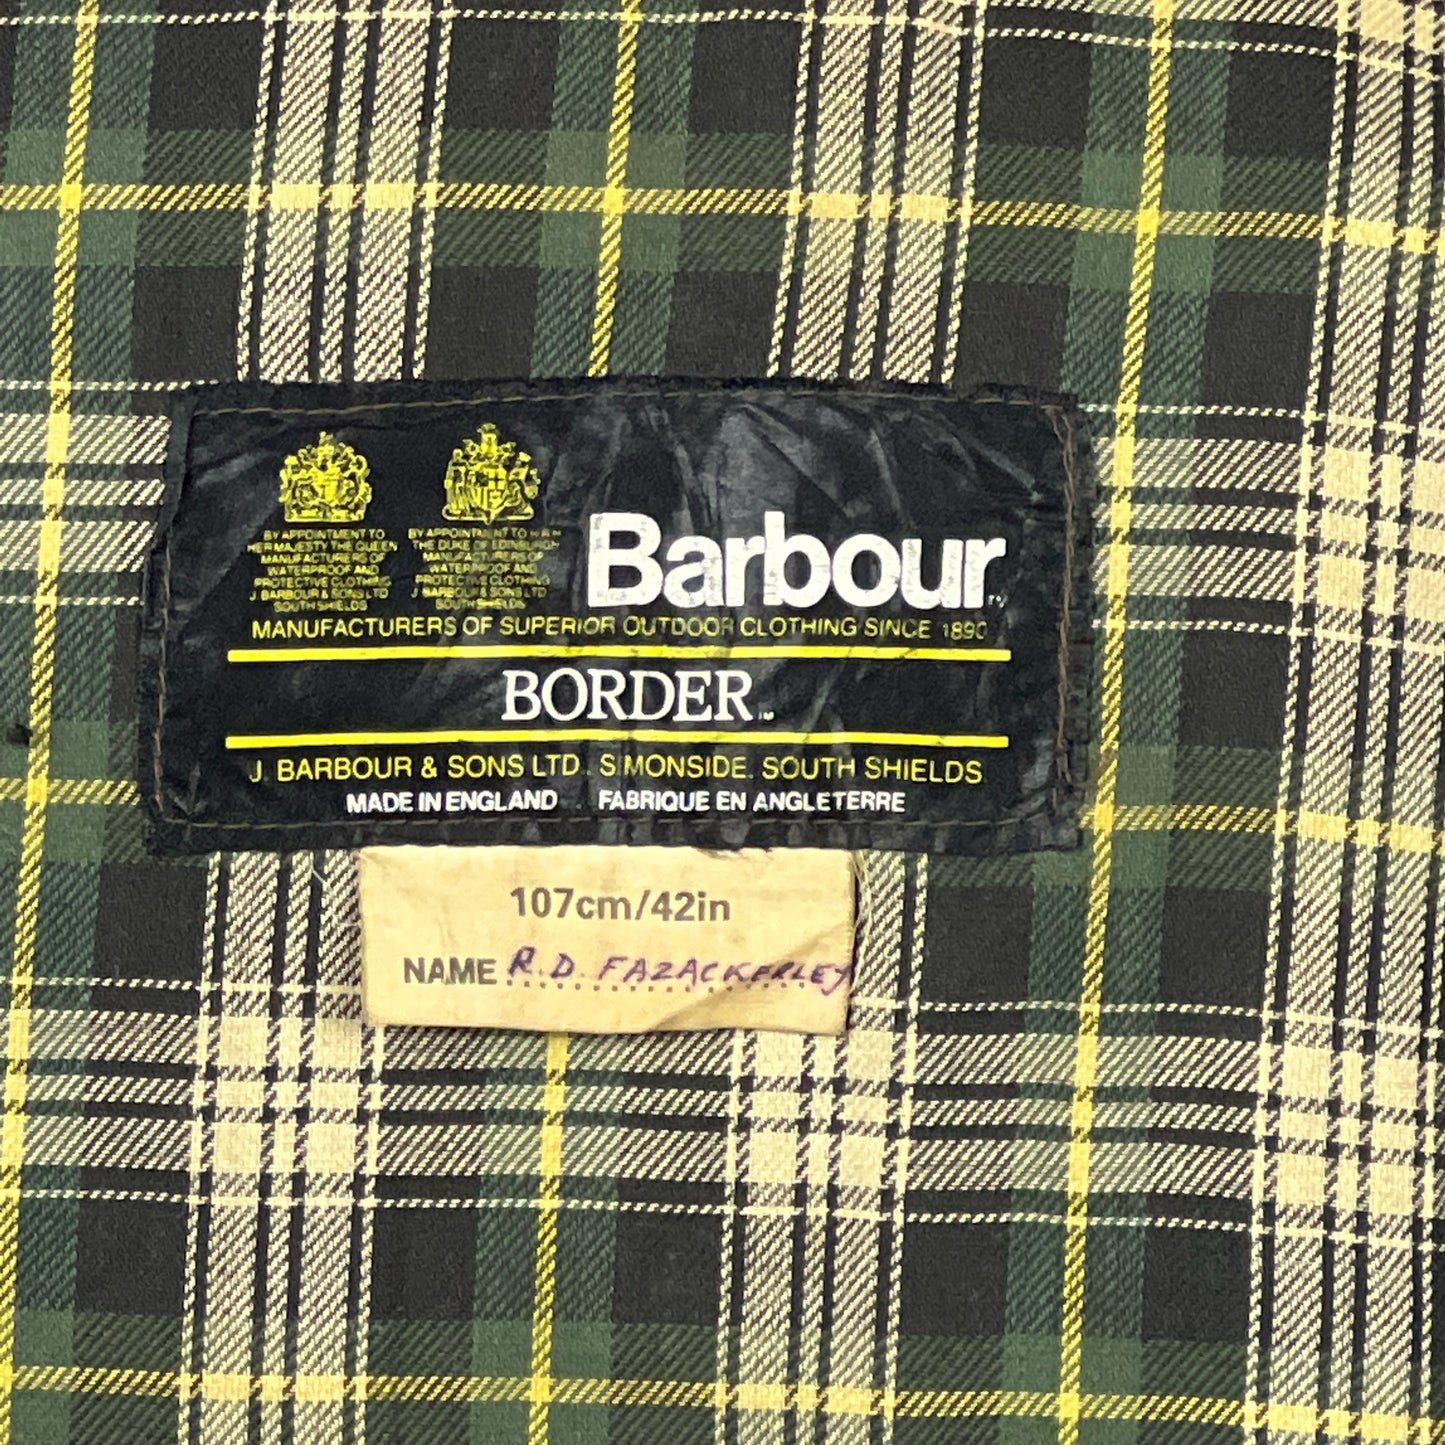 BY APPOINTMENT TO
HER MAJESTY THE QUEEN
MANUFACTURERS
WATERPROOF AND
PROTECTIVE CLOTHING
J BARBOUR & SONS LTD
SOUTH SHIELDS
BY APPOINTMENT TO H R H
THE DUKE OF EDINBURGH
MANUFACTURERS OF
WATERPROOF AND
PROTECTIVE CLOTHING
J BARBOUR & SONS LTD
SOUTH SHIELDS
Barbour
MANUFACTURERS OF SUPERIOR OUTDOOR CLOTHING SINCE 1890
BORDER TM
J. BARBOUR & SONS LTD. SIMONSIDE. SOUTH SHIELDS
MADE IN ENGLAND . FABRIQUE EN ANGLETERRE
107cm/42in
NAME R.D. FAZACKERLEY